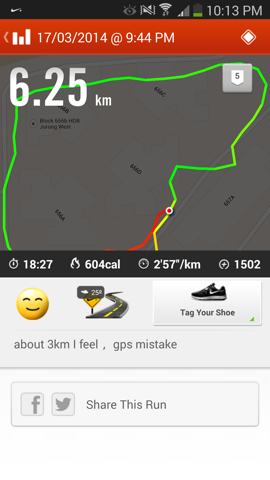 10:13 PM
17/03/2014 @ 9:44 PM
6.25 km
5
656C
Block 656b HDB
Jurong West
656D
657A
656A
18:27
604cal
2'57"/km
1502
25º
Tag Your Shoe
about 3km I feel , gps mistake
Share This Run